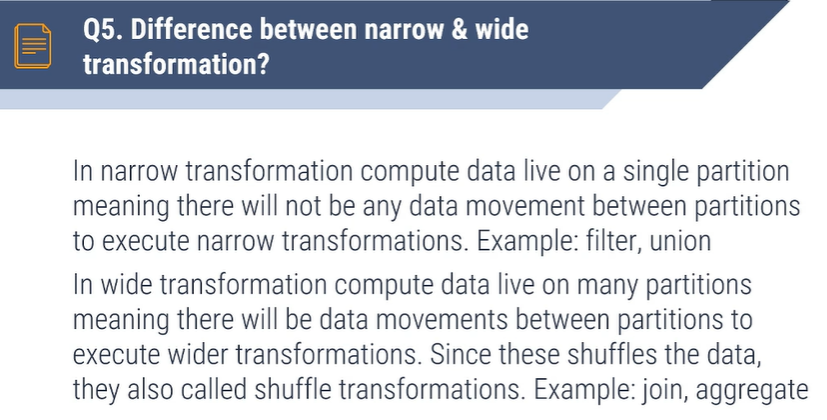 Q5. Difference between narrow & wide
transformation?
In narrow transformation compute data live on a single partition
meaning there will not be any data movement between partitions
to execute narrow transformations. Example: filter, union
In wide transformation compute data live on many partitions
meaning there will be data movements between partitions to
execute wider transformations. Since these shuffles the data,
they also called shuffle transformations. Example: join, aggregate